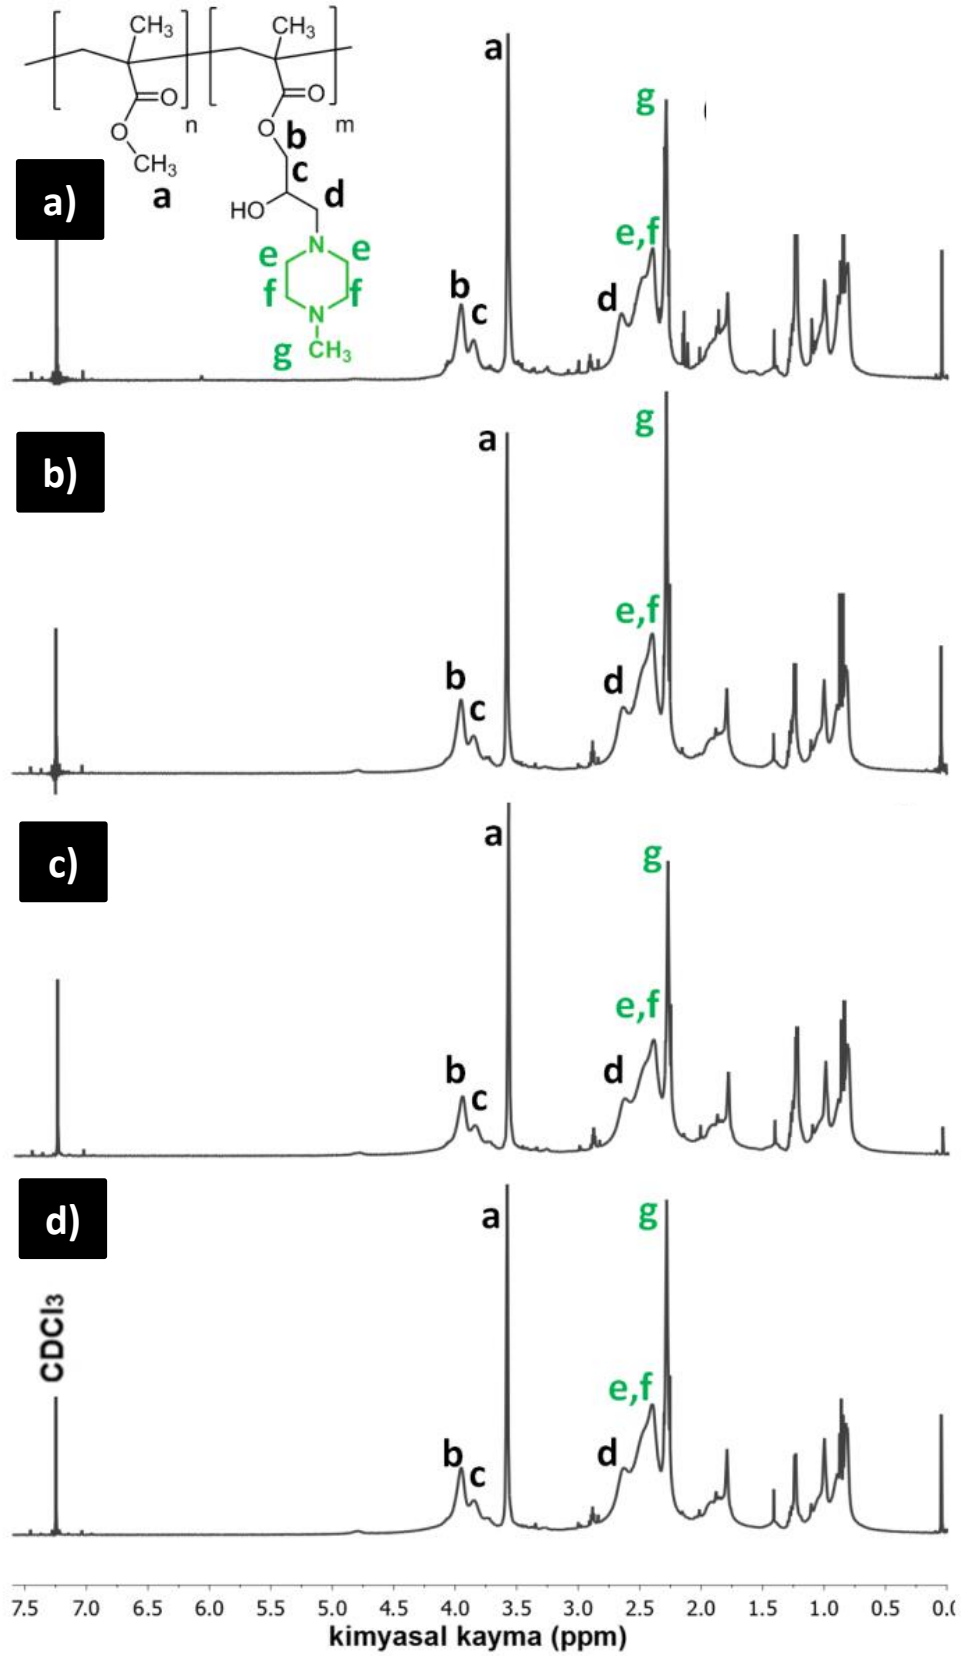 CH₃ CH₃
a g
O O
O n O b m
CH₃ c
a) a HO d
N e,f
e e
f f b d
N c
g CH₃
g
b) a
e,f
b d
c
a
c) g
e,f
b d
c
d) a g
CDCl3
e,f
b c d
7.5 7.0 6.5 6.0 5.5 5.0 4.5 4.0 3.5 3.0 2.5 2.0 1.5 1.0 0.5
kimyasal kayma (ppm)